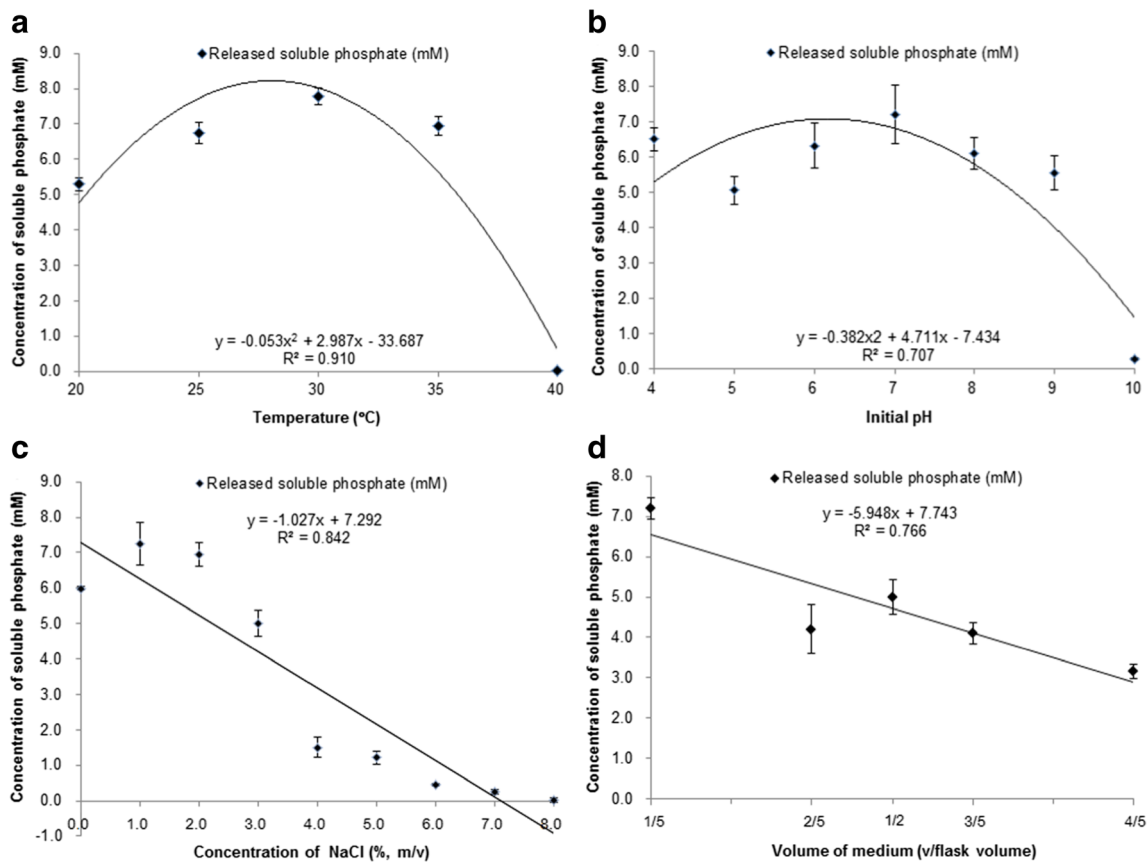 a
Released soluble phosphate (mM)
Concentration of soluble phosphate (mM)
9.0
8.0
7.0
6.0
5.0
4.0
3.0
2.0
1.0
0.0
y = -0.053x² + 2.987x - 33.687
R² = 0.910
20 25 30 35 40
Temperature (°C)
b
Released soluble phosphate (mM)
Concentration of soluble phosphate (mM)
9.0
8.0
7.0
6.0
5.0
4.0
3.0
2.0
1.0
0.0
y = -0.382x2 + 4.711x - 7.434
R² = 0.707
4 5 6 7 8 9 10
Initial pH
c
Released soluble phosphate (mM)
Concentration of soluble phosphate (mM)
y = -1.027x + 7.292
R² = 0.842
9.0
8.0
7.0
6.0
5.0
4.0
3.0
2.0
1.0
0.0
-1.0
0.0 1.0 2.0 3.0 4.0 5.0 6.0 7.0 8.0
Concentration of NaCl (%, m/v)
d
Released soluble phosphate (mM)
Concentration of soluble phosphate (mM)
y = -5.948x + 7.743
R² = 0.766
8.0
7.0
6.0
5.0
4.0
3.0
2.0
1.0
0.0
1/5 2/5 1/2 3/5 4/5
Volume of medium (v/flask volume)